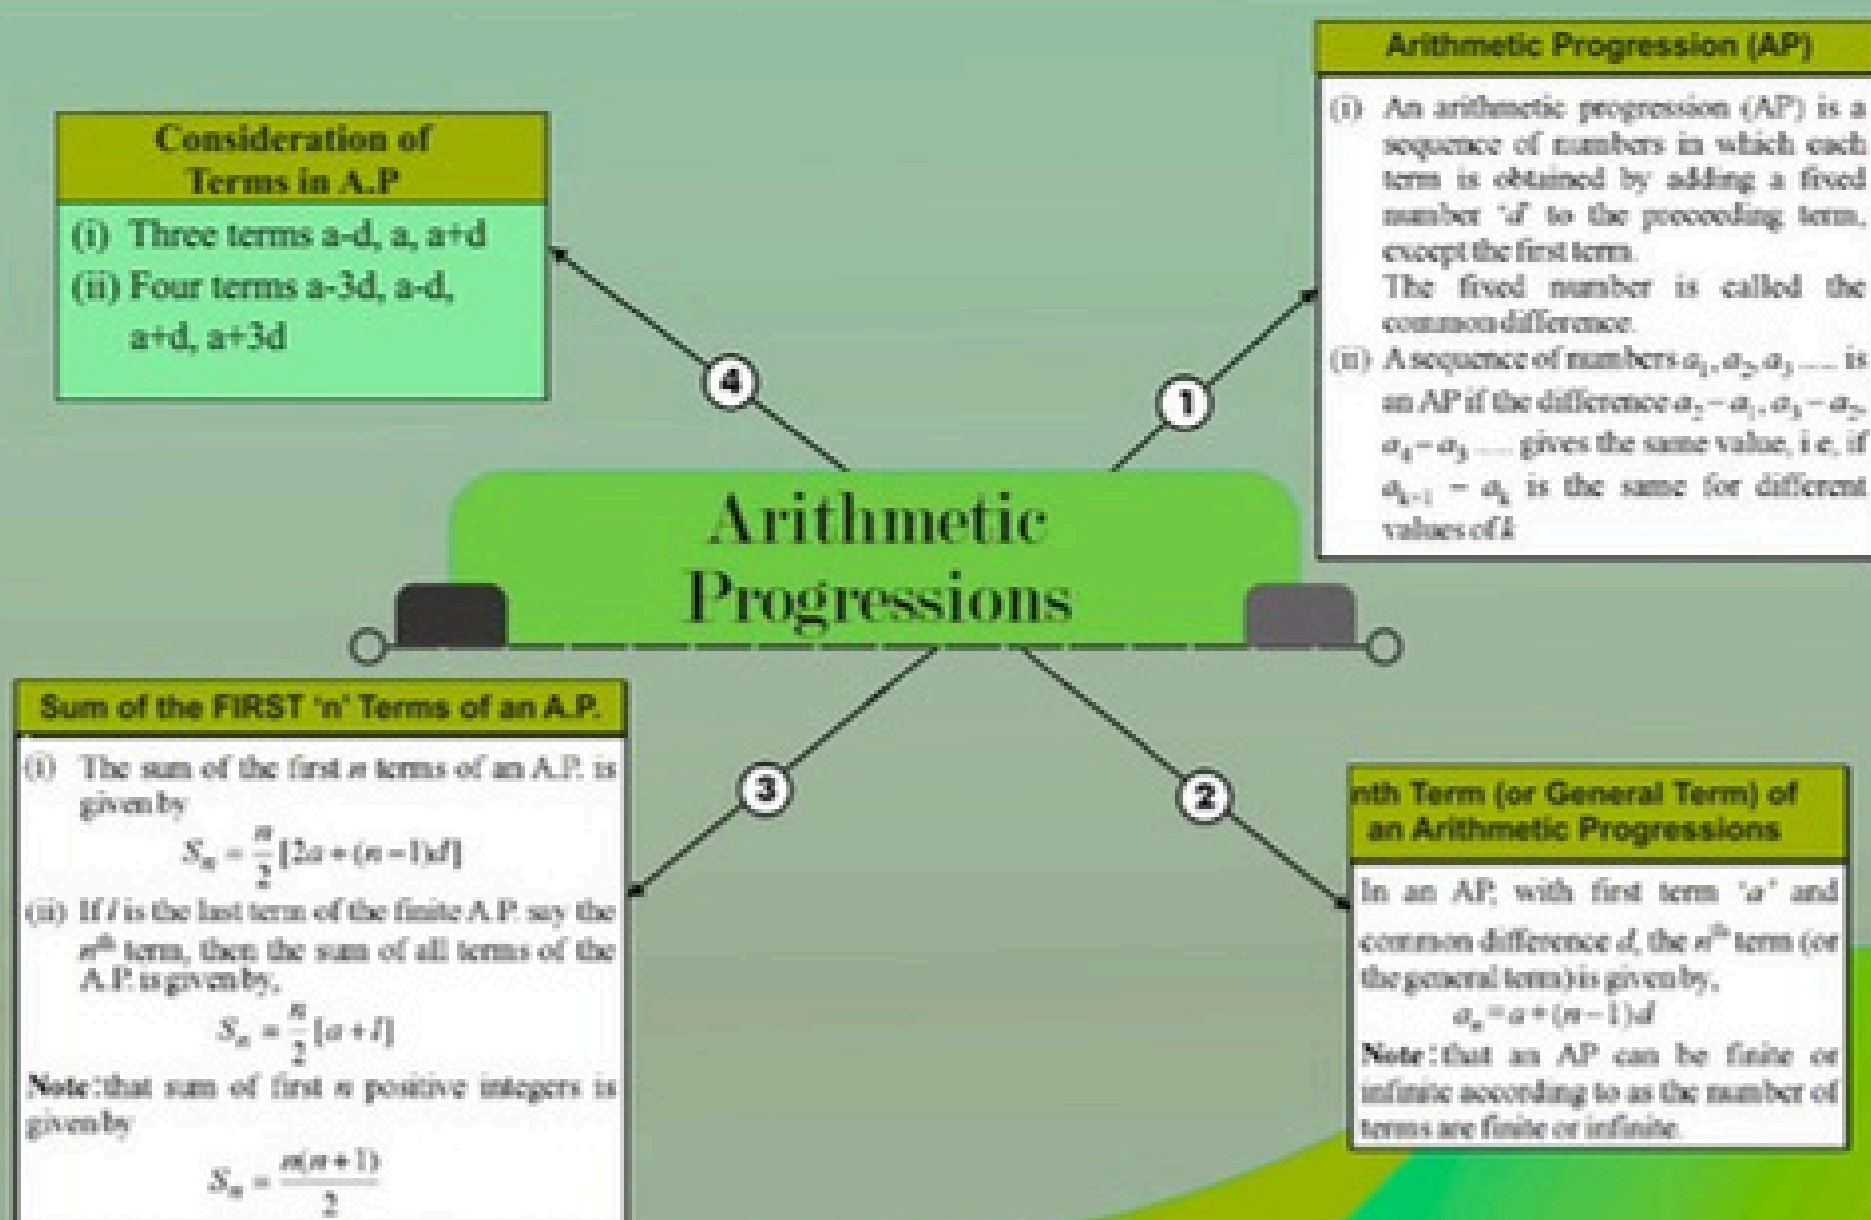 Arithmetic Progression (AP)
(i) An arithmetic progression (AP) is a
sequence of numbers in which each
term is obtained by adding a fixed
number ‘d’ to the preceeding term,
except the first term.
The fixed number is called the
common difference.
(ii) A sequence of numbers a₁, a₂, a₃ ..... is
an AP if the difference a₂ – a₁, a₃ – a₂,
a₄ – a₃ ..... gives the same value, i e, if
aₖ₊₁ – aₖ is the same for different
values of k
Consideration of
Terms in A.P
(i) Three terms a-d, a, a+d
(ii) Four terms a-3d, a-d,
a+d, a+3d
4
1
Arithmetic
Progressions
3
2
Sum of the FIRST ‘n’ Terms of an A.P.
(i) The sum of the first n terms of an A.P. is
given by
Sₙ = n/2 [2a + (n – 1)d]
(ii) If l is the last term of the finite A.P. say the
nᵗʰ term, then the sum of all terms of the
A.P. is given by,
Sₙ = n/2 [a + l]
Note: that sum of first n positive integers is
given by
Sₙ = n(n + 1)/2
nth Term (or General Term) of
an Arithmetic Progressions
In an AP, with first term ‘a’ and
common difference d, the nᵗʰ term (or
the general term) is given by,
aₙ = a + (n – 1) d
Note: that an AP can be finite or
infinite according to as the number of
terms are finite or infinite.